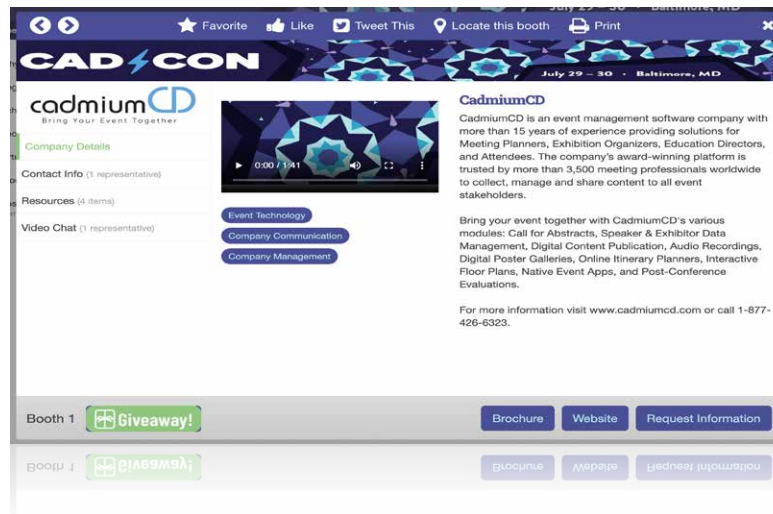 July 29 – 30 · Baltimore, MD
Favorite
Like
Tweet This
Locate this booth
Print
CAD CON
July 29 – 30 · Baltimore, MD
cadmiumCD
Bring Your Event Together
Company Details
Contact Info (1 representative)
Resources (4 items)
Video Chat (1 representative)
0:00 / 1:41
Event Technology
Company Communication
Company Management
CadmiumCD
CadmiumCD is an event management software company with
more than 15 years of experience providing solutions for
Meeting Planners, Exhibition Organizers, Education Directors,
and Attendees. The company's award-winning platform is
trusted by more than 3,500 meeting professionals worldwide
to collect, manage and share content to all event
stakeholders.
Bring your event together with CadmiumCD's various
modules: Call for Abstracts, Speaker & Exhibitor Data
Management, Digital Content Publication, Audio Recordings,
Digital Poster Galleries, Online Itinerary Planners, Interactive
Floor Plans, Native Event Apps, and Post-Conference
Evaluations.
For more information visit www.cadmiumcd.com or call 1-877-
426-6323.
Booth 1
Giveaway!
Brochure
Website
Request Information